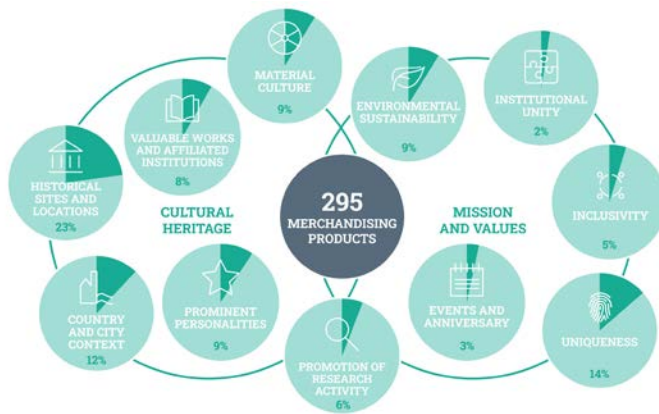 MATERIAL
CULTURE
9%
ENVIRONMENTAL
SUSTAINABILITY
9%
INSTITUTIONAL
UNITY
2%
VALUABLE WORKS
AND AFFILIATED
INSTITUTIONS
8%
HISTORICAL
SITES AND
LOCATIONS
23%
CULTURAL
HERITAGE
295
MERCHANDISING
PRODUCTS
MISSION
AND VALUES
INCLUSIVITY
5%
COUNTRY
AND CITY
CONTEXT
12%
PROMINENT
PERSONALITIES
9%
PROMOTION OF
RESEARCH
ACTIVITY
6%
EVENTS AND
ANNIVERSARY
3%
UNIQUENESS
14%